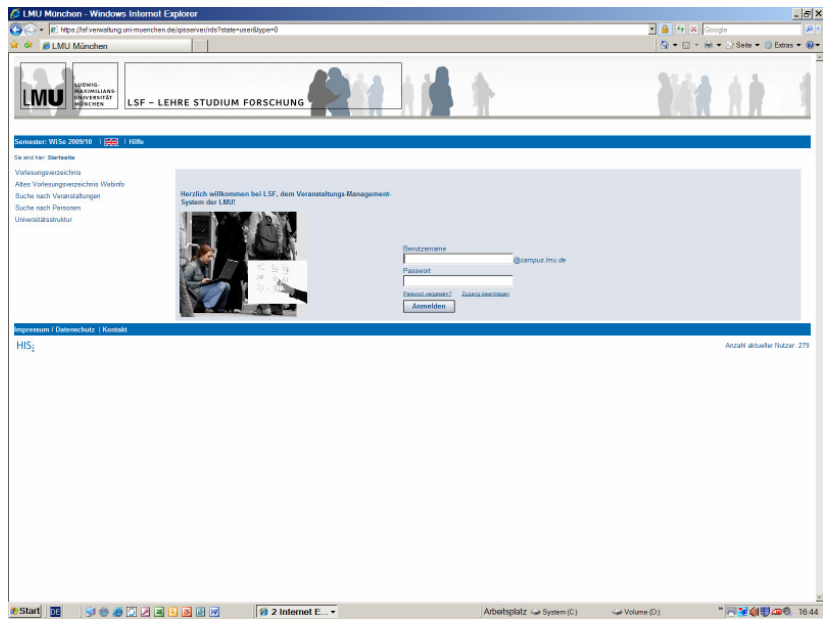 LMU München - Windows Internet Explorer
https://lsf.verwaltung.uni-muenchen.de/qisserver/rds?state=user&type=0
Google
LMU München
Seite
Extras
LMU
LUDWIG-
MAXIMILIANS-
UNIVERSITÄT
MÜNCHEN
LSF – LEHRE STUDIUM FORSCHUNG
Semester: WiSe 2009/10 | | Hilfe
Sie sind hier: Startseite
Vorlesungsverzeichnis
Altes Vorlesungsverzeichnis Webinfo
Suche nach Veranstaltungen
Suche nach Personen
Universitätsstruktur
Herzlich willkommen bei LSF, dem Veranstaltungs-Management-
System der LMU!
Benutzername
@campus.lmu.de
Passwort
Passwort vergessen? Zugang beantragen
Anmelden
Impressum / Datenschutz | Kontakt
HIS
Anzahl aktueller Nutzer: 279
Start DE 2 Internet E... Arbeitsplatz System (C:) Volume (D:) 16:44